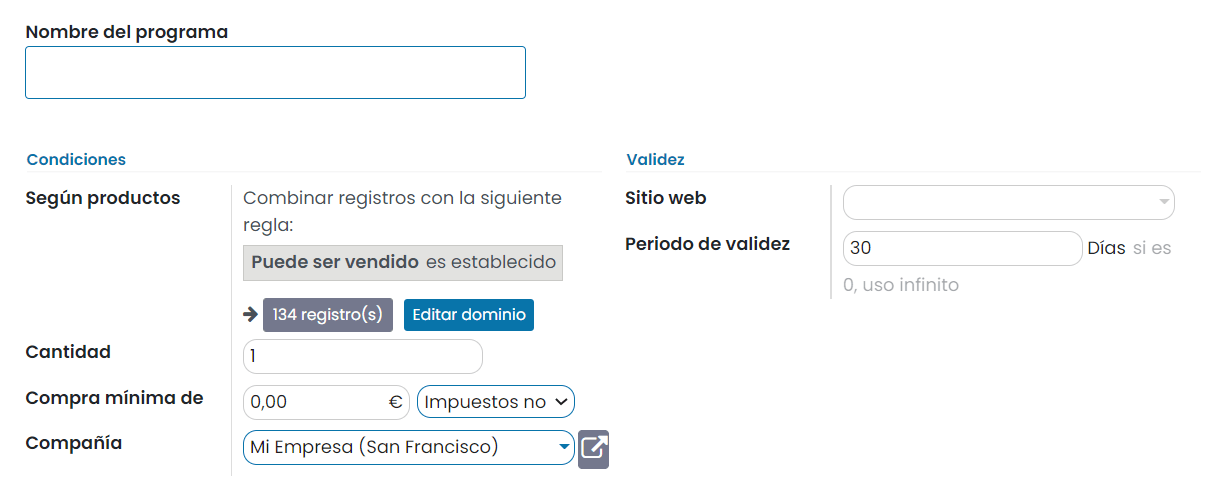 Nombre del programa
Condiciones
Según productos
Combinar registros con la siguiente
regla:
Puede ser vendido es establecido
134 registro(s) Editar dominio
Cantidad
1
Compra mínima de
0,00 € Impuestos no
Compañía
Mi Empresa (San Francisco)
Validez
Sitio web
Periodo de validez
30 Días si es
0, uso infinito